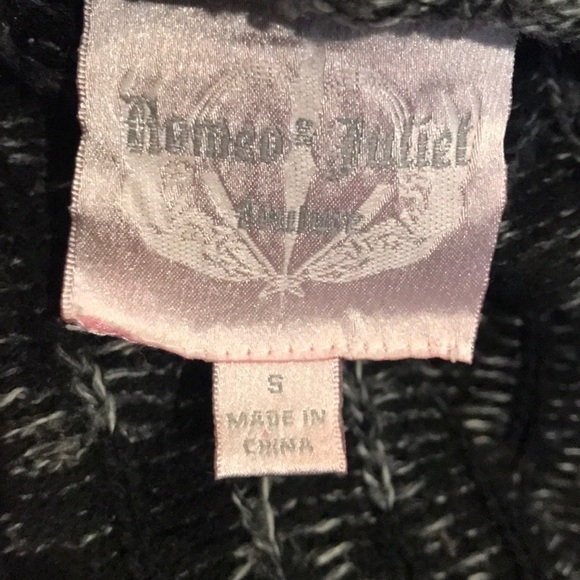 Romeo & Juliet
Couture
S
MADE IN
CHINA